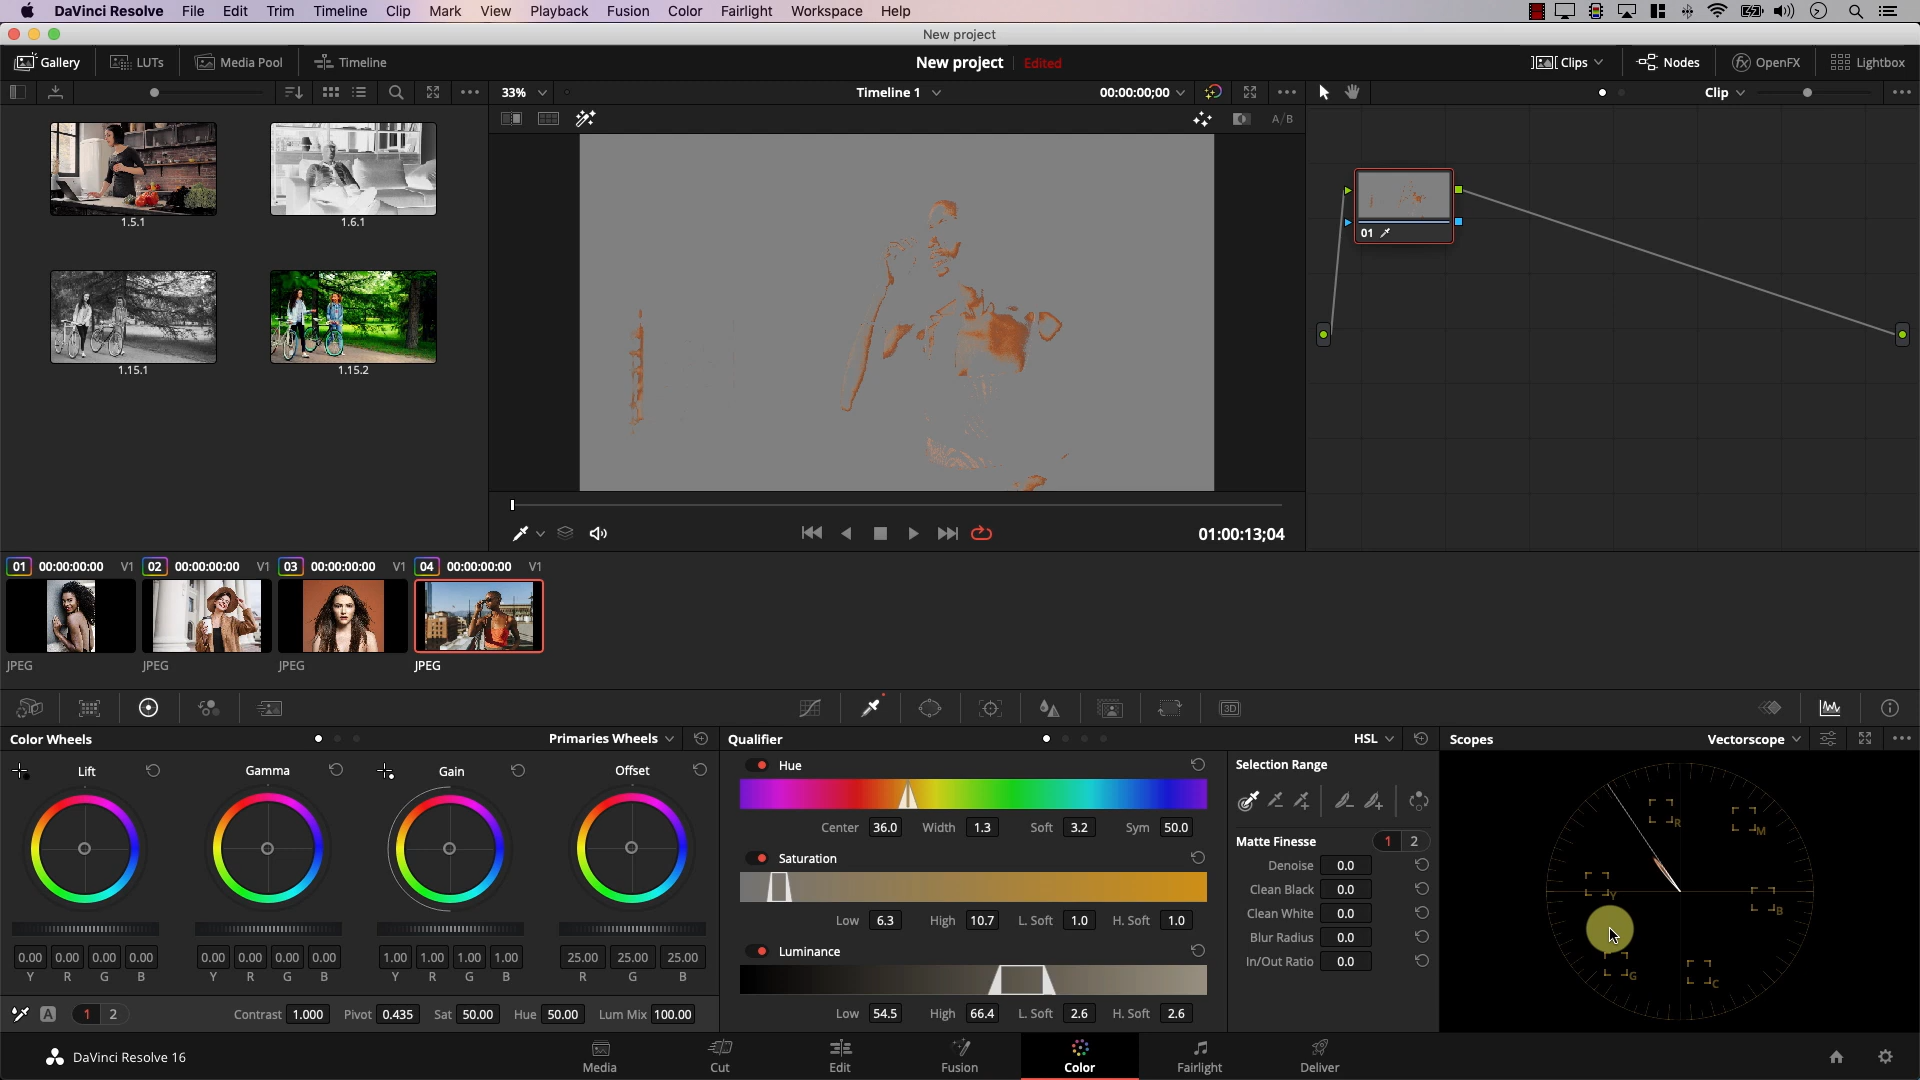 DaVinci Resolve File Edit Trim Timeline Clip Mark View Playback Fusion Color Fairlight Workspace Help
New project
Gallery LUTs Media Pool Timeline New project Edited Clips Nodes OpenFX Lightbox
33% Timeline 1 00:00:00;00 Clip
A/B
1.5.1 1.6.1
01
1.15.1 1.15.2
01:00:13;04
01 00:00:00:00 V1 02 00:00:00:00 V1 03 00:00:00:00 V1 04 00:00:00:00 V1
JPEG JPEG JPEG JPEG
3D
Color Wheels Primaries Wheels Qualifier HSL Scopes Vectorscope
Lift Gamma Gain Offset
Hue
Center 36.0 Width 1.3 Soft 3.2 Sym 50.0
Saturation
Low 6.3 High 10.7 L. Soft 1.0 H. Soft 1.0
Luminance
Low 54.5 High 66.4 L. Soft 2.6 H. Soft 2.6
0.00 0.00 0.00 0.00 0.00 0.00 0.00 0.00 1.00 1.00 1.00 1.00 25.00 25.00 25.00
Y R G B Y R G B Y R G B R G B
A 1 2 Contrast 1.000 Pivot 0.435 Sat 50.00 Hue 50.00 Lum Mix 100.00
Selection Range
Matte Finesse 1 2
Denoise 0.0
Clean Black 0.0
Clean White 0.0
Blur Radius 0.0
In/Out Ratio 0.0
R M
Y B
G C
DaVinci Resolve 16 Media Cut Edit Fusion Color Fairlight Deliver